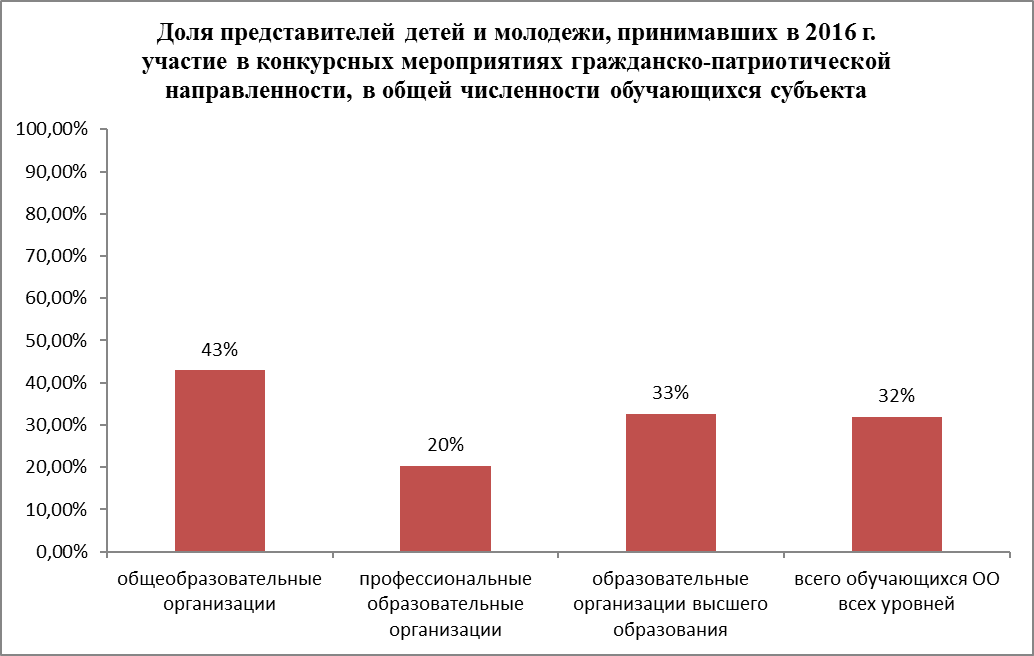 Доля представителей детей и молодежи, принимавших в 2016 г.
участие в конкурсных мероприятиях гражданско-патриотической
направленности, в общей численности обучающихся субъекта
100,00%
90,00%
80,00%
70,00%
60,00%
50,00%
40,00%
30,00%
20,00%
10,00%
0,00%
43%
20%
33%
32%
общеобразовательные
организации
профессиональные
образовательные
организации
образовательные
организации высшего
образования
всего обучающихся ОО
всех уровней